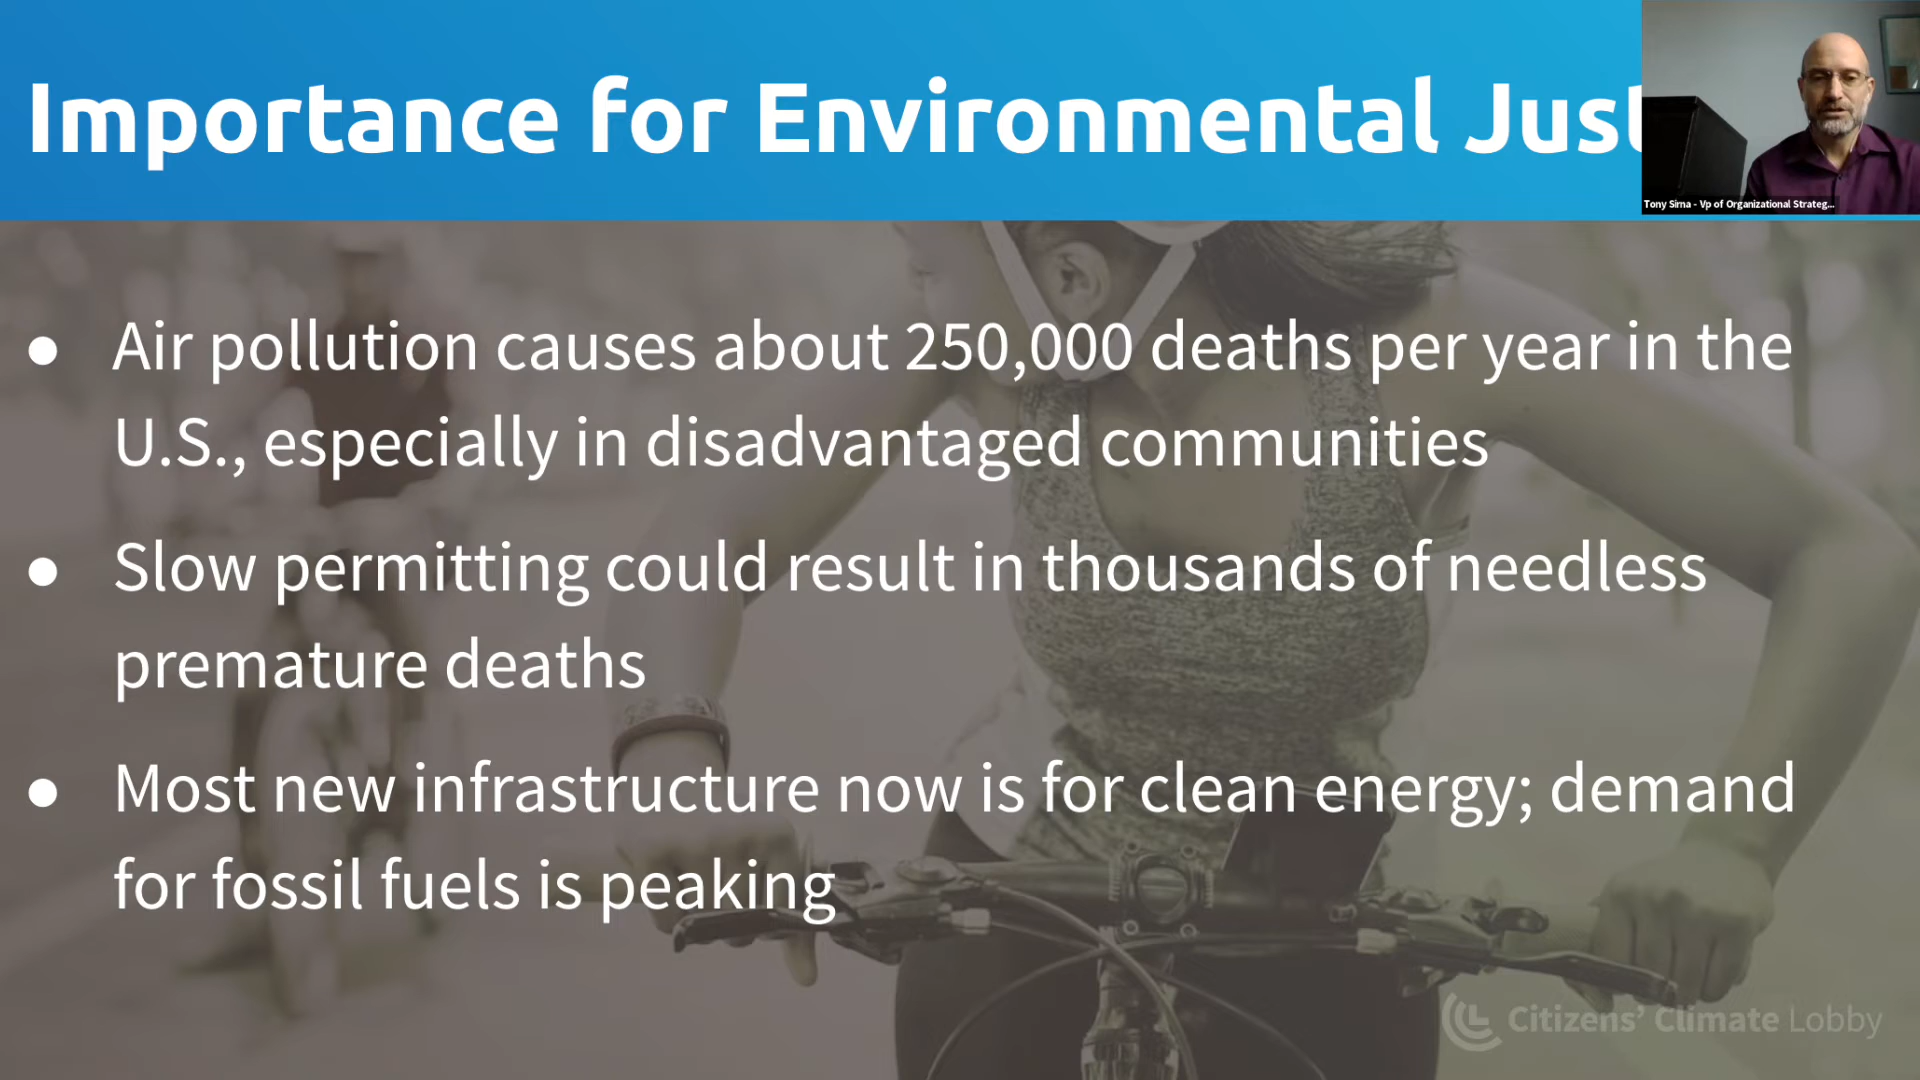 Importance for Environmental Just
Tony Sirna - Vp of Organizational Strateg...
● Air pollution causes about 250,000 deaths per year in the
U.S., especially in disadvantaged communities
● Slow permitting could result in thousands of needless
premature deaths
● Most new infrastructure now is for clean energy; demand
for fossil fuels is peaking
Citizens' Climate Lobby